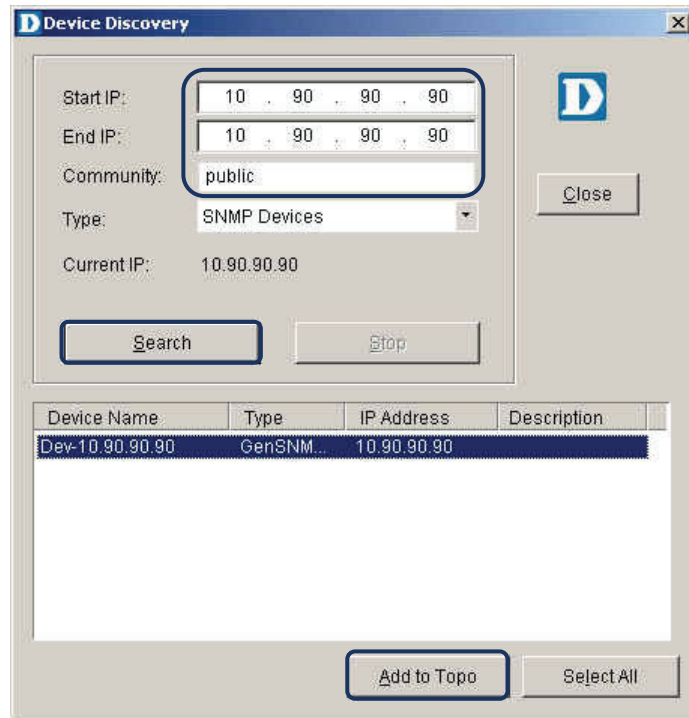 D Device Discovery
Start IP: 10 . 90 . 90 . 90
End IP: 10 . 90 . 90 . 90
Community: public
Type: SNMP Devices
Current IP: 10.90.90.90
D
Close
Search Stop
Device Name Type IP Address Description
Dev-10.90.90.90 GenSNM... 10.90.90.90
Add to Topo Select All